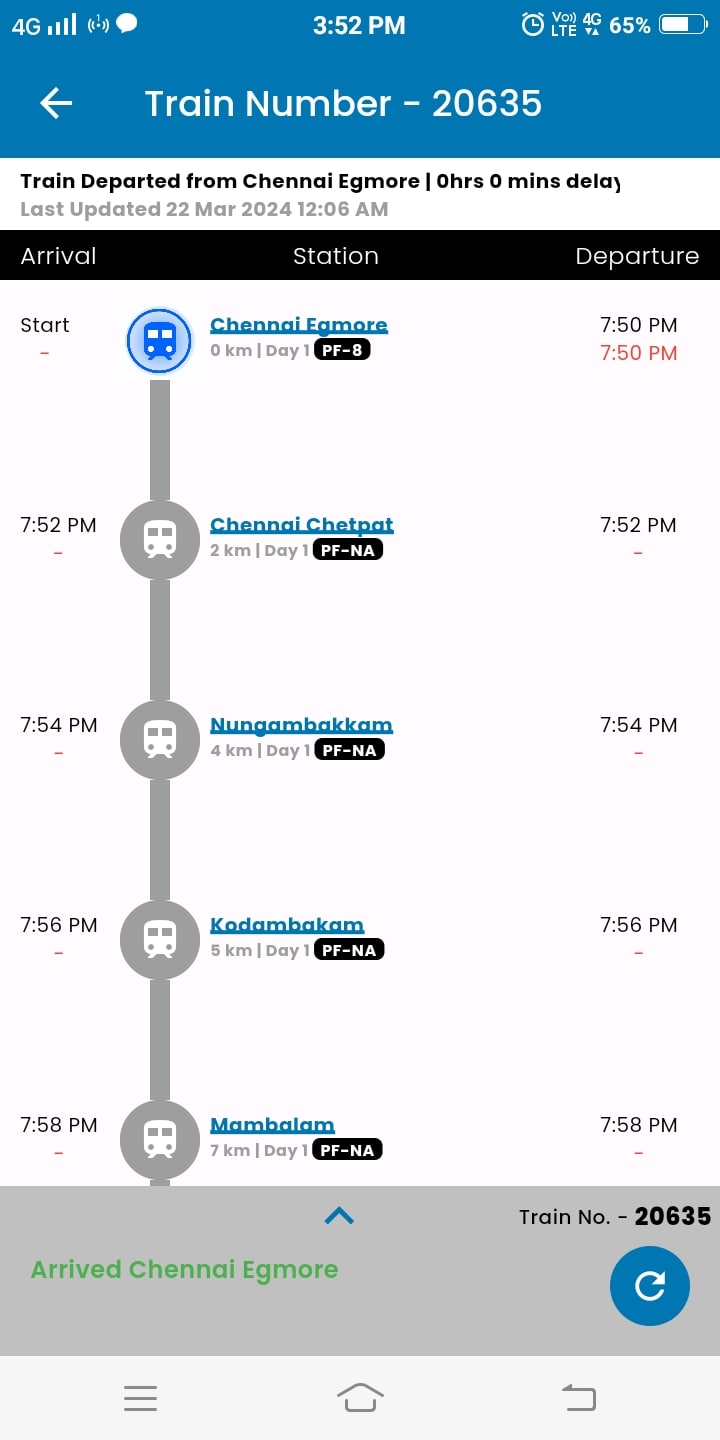 4G 3:52 PM Vo) LTE 4G 65%
Train Number - 20635
Train Departed from Chennai Egmore | 0hrs 0 mins delay
Last Updated 22 Mar 2024 12:06 AM
Arrival Station Departure
Start Chennai Egmore 7:50 PM
- 0 km | Day 1 PF-8 7:50 PM
7:52 PM Chennai Chetpat 7:52 PM
- 2 km | Day 1 PF-NA -
7:54 PM Nungambakkam 7:54 PM
- 4 km | Day 1 PF-NA -
7:56 PM Kodambakam 7:56 PM
- 5 km | Day 1 PF-NA -
7:58 PM Mambalam 7:58 PM
- 7 km | Day 1 PF-NA -
Train No. - 20635
Arrived Chennai Egmore